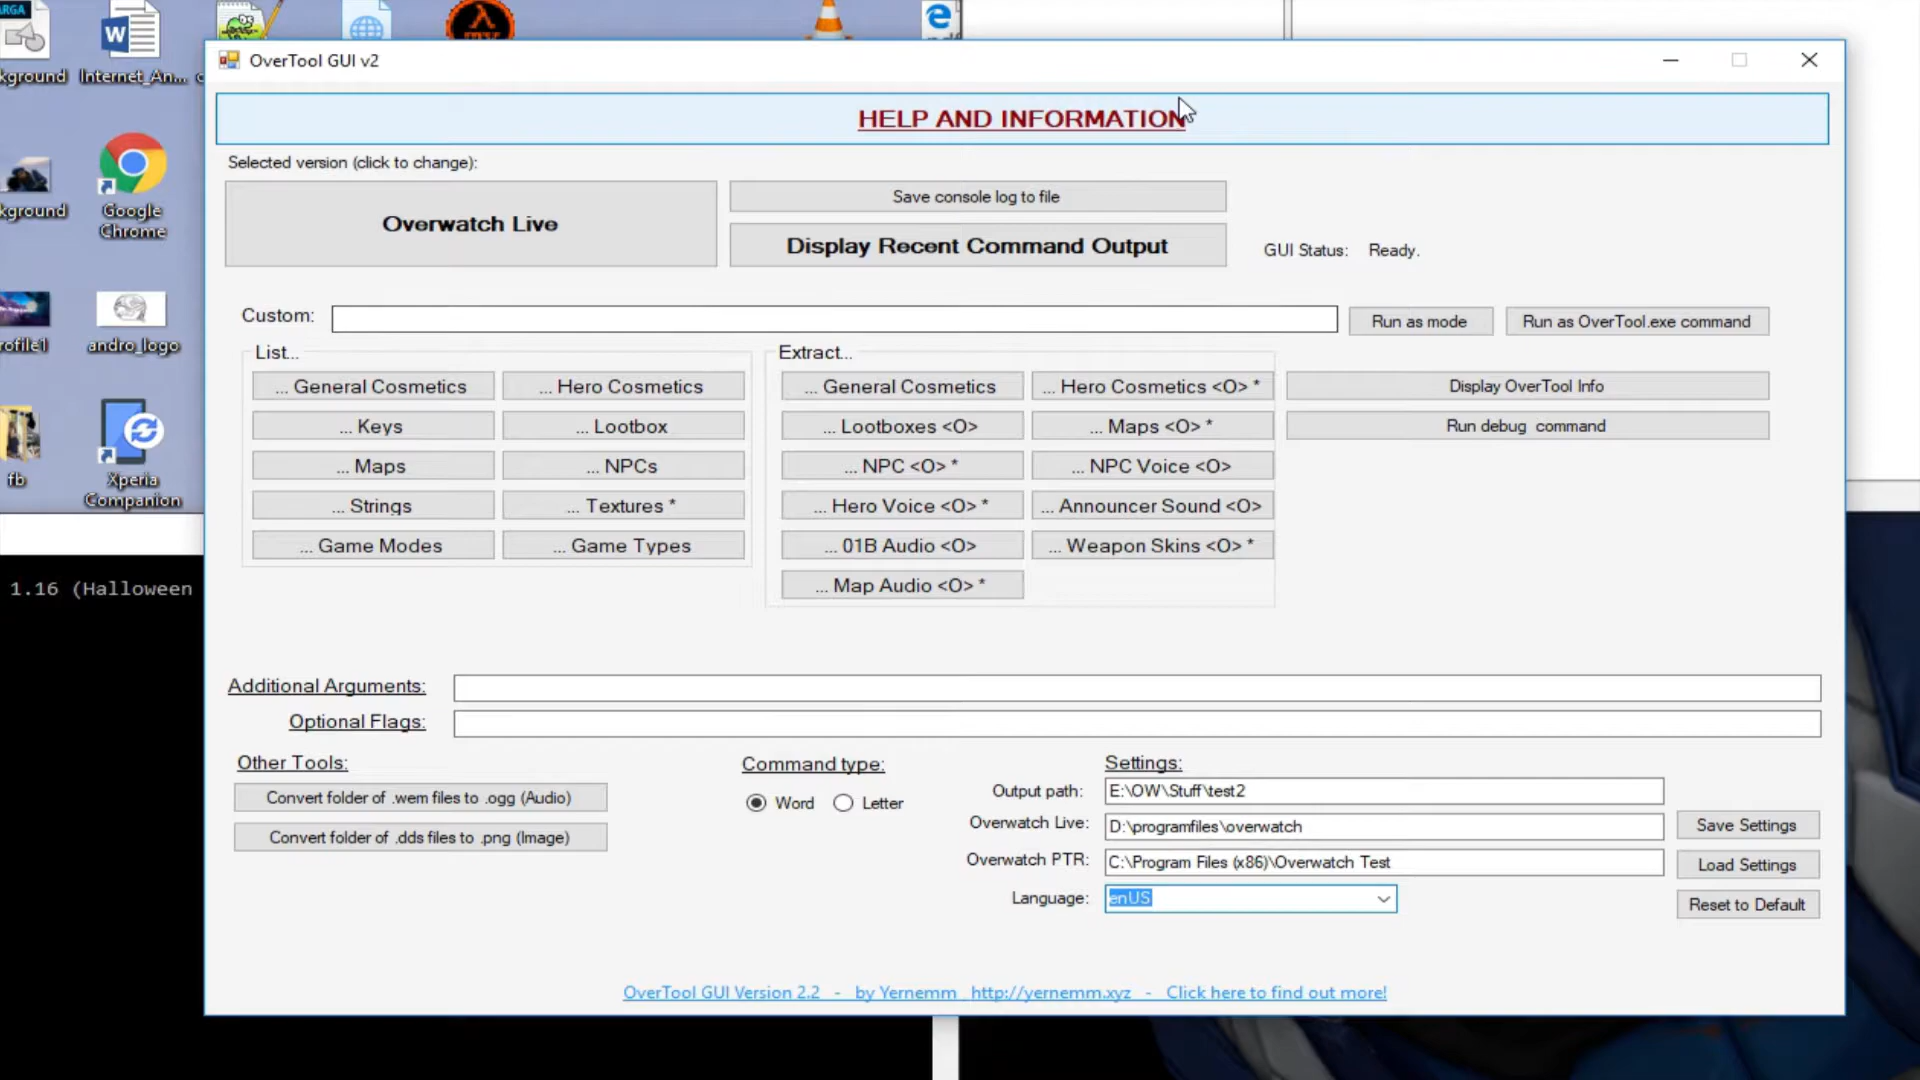 ARGA
kground
Internet_An...
OverTool GUI v2
HELP AND INFORMATION
Selected version (click to change):
Overwatch Live
Save console log to file
Display Recent Command Output
GUI Status: Ready.
kground
Google Chrome
Custom:
Run as mode
Run as OverTool.exe command
List...
Extract...
... General Cosmetics
... Hero Cosmetics
... General Cosmetics
... Hero Cosmetics <O> *
Display OverTool Info
rofile1
andro_logo
... Keys
... Lootbox
... Lootboxes <O>
... Maps <O> *
Run debug command
... Maps
... NPCs
... NPC <O> *
... NPC Voice <O>
fb
Xperia Companion
... Strings
... Textures *
... Hero Voice <O> *
... Announcer Sound <O>
... Game Modes
... Game Types
... 01B Audio <O>
... Weapon Skins <O> *
... Map Audio <O> *
1.16 (Halloween
Additional Arguments:
Optional Flags:
Other Tools:
Convert folder of .wem files to .ogg (Audio)
Convert folder of .dds files to .png (Image)
Command type:
Word
Letter
Settings:
Output path: E:\OW\Stuff\test2
Overwatch Live: D:\programfiles\overwatch
Overwatch PTR: C:\Program Files (x86)\Overwatch Test
Language: enUS
Save Settings
Load Settings
Reset to Default
OverTool GUI Version 2.2 - by Yernemm http://yernemm.xyz - Click here to find out more!